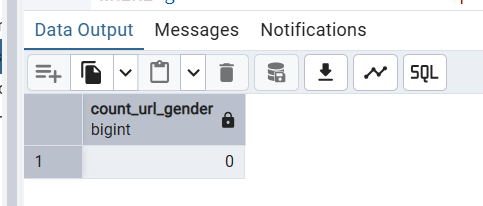 Data Output Messages Notifications
SQL
count_url_gender
bigint
1 0